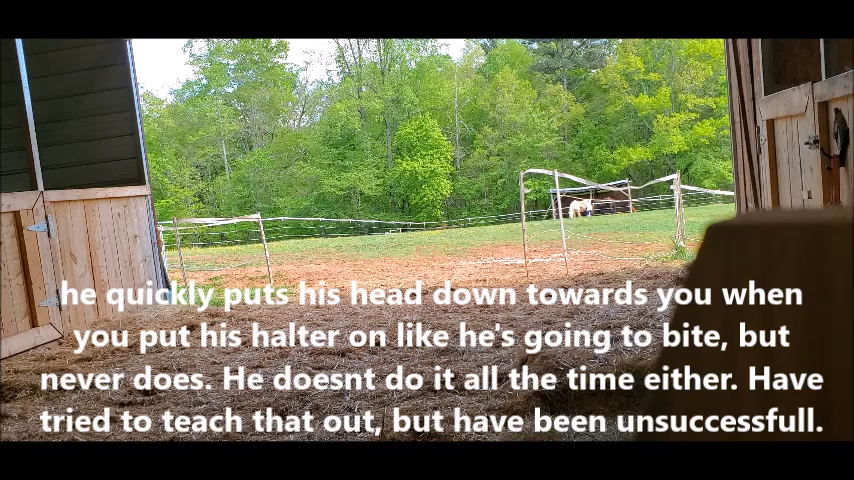 he quickly puts his head down towards you when
you put his halter on like he's going to bite, but
never does. He doesnt do it all the time either. Have
tried to teach that out, but have been unsuccessfull.